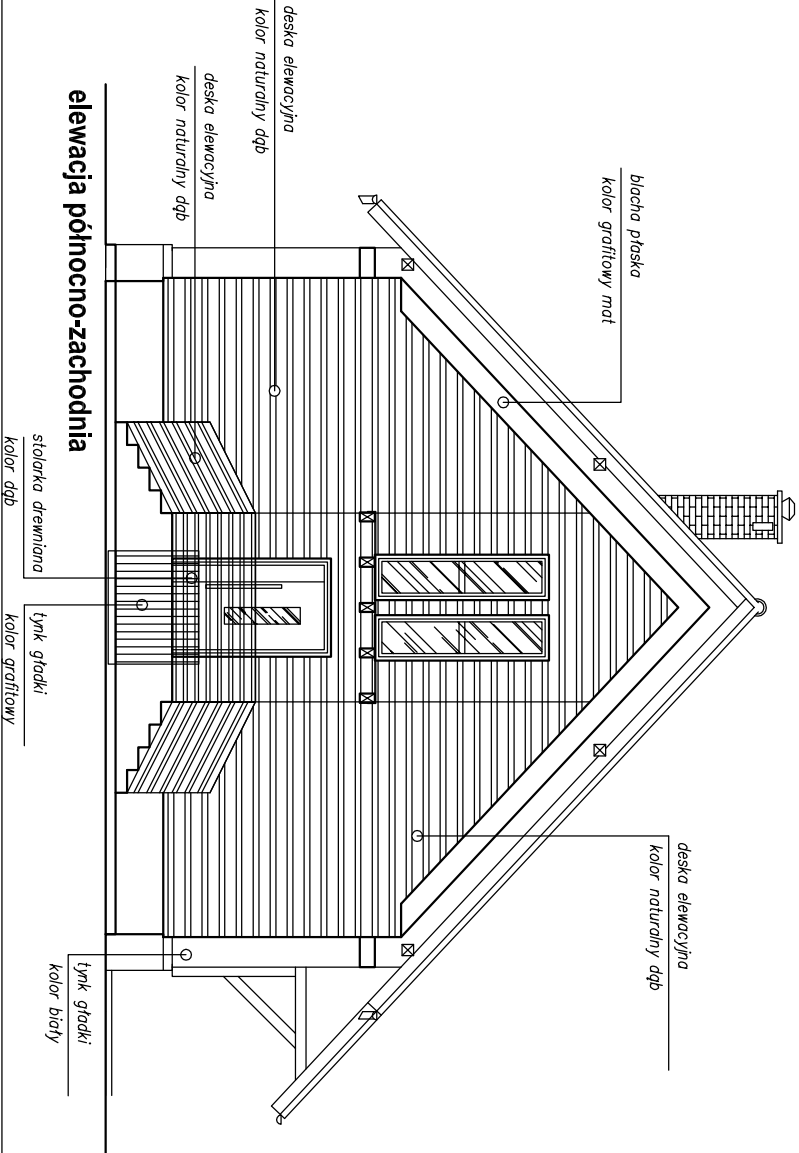 blacha płaska
kolor grafitowy mat
deska elewacyjna
kolor naturalny dąb
deska elewacyjna
kolor naturalny dąb
deska elewacyjna
kolor naturalny dąb
stolarka drewniana
kolor dąb
tynk gładki
kolor grafitowy
tynk gładki
kolor biały
elewacja północno-zachodnia